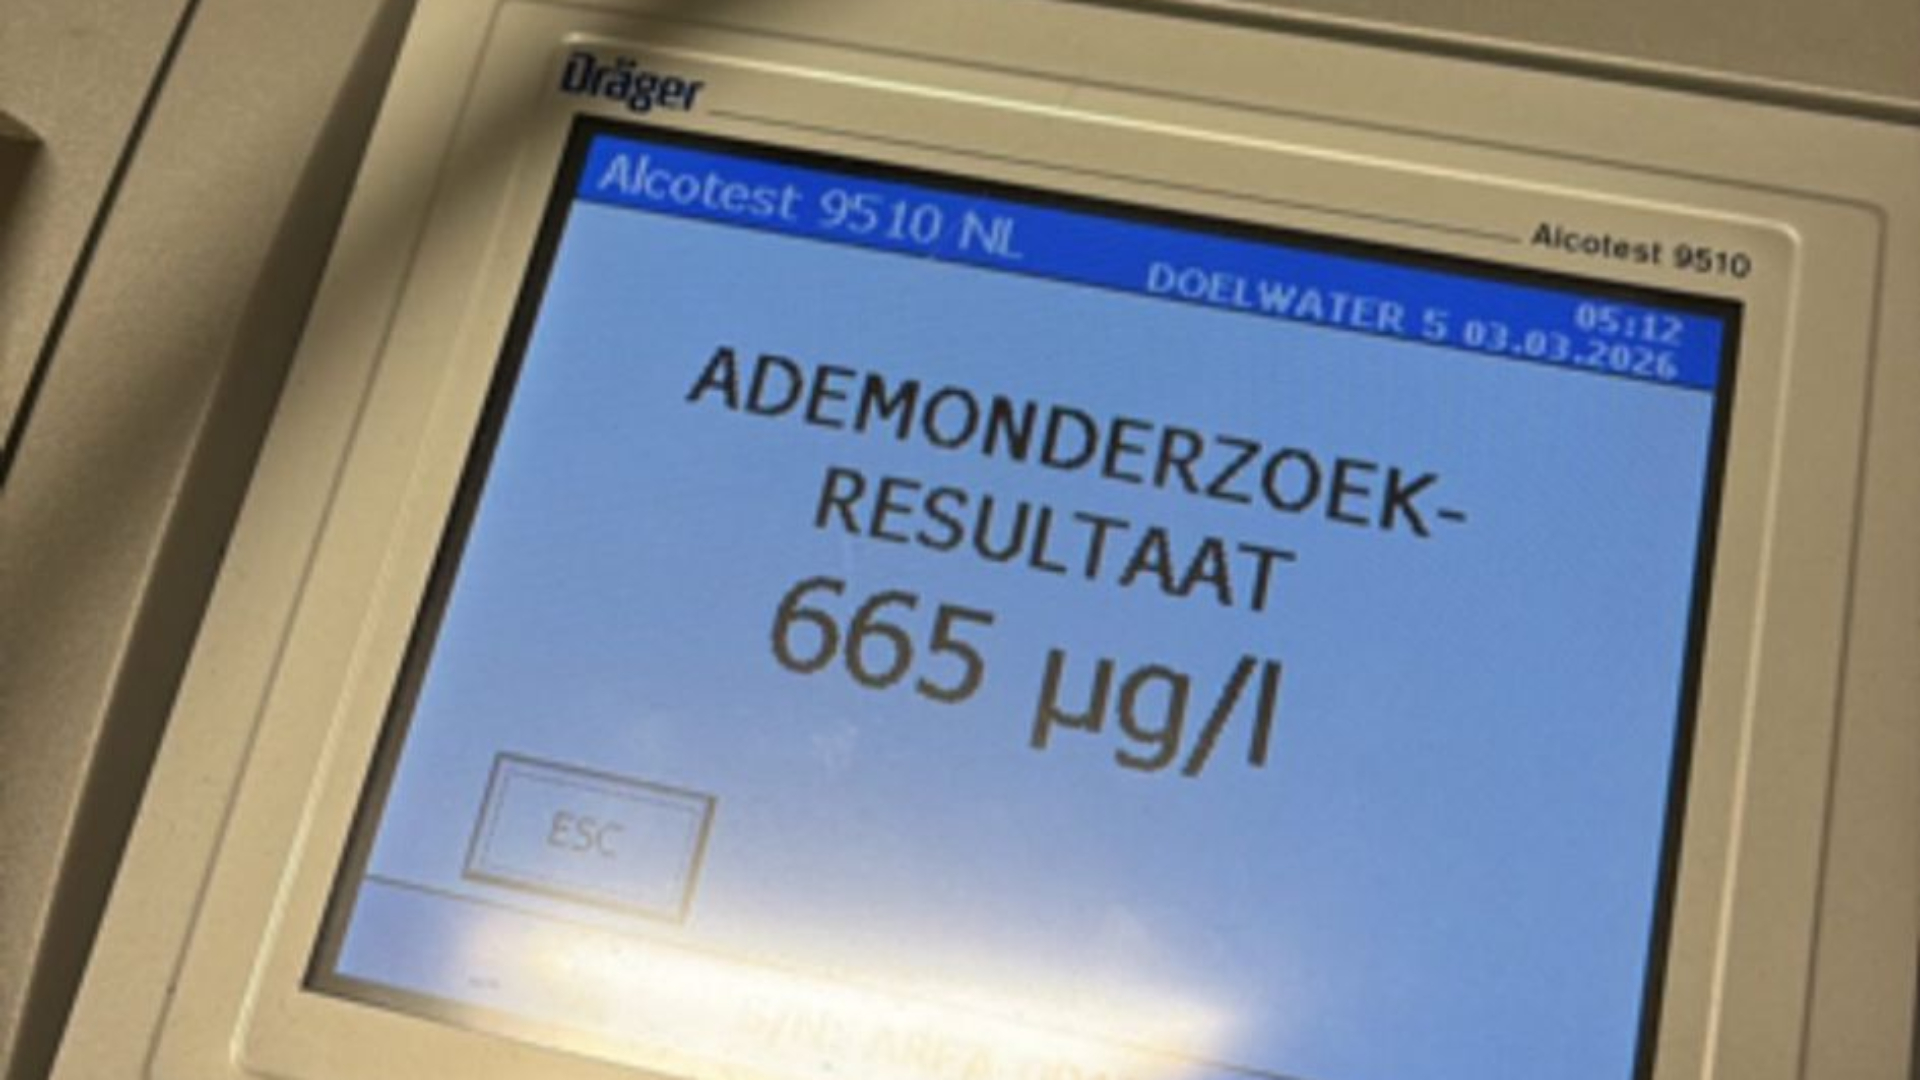 Dräger
Alcotest 9510
Alcotest 9510 NL
05:12
DOELWATER 5 03.03.2026
ADEMONDERZOEK-
RESULTAAT
665 µg/l
ESC